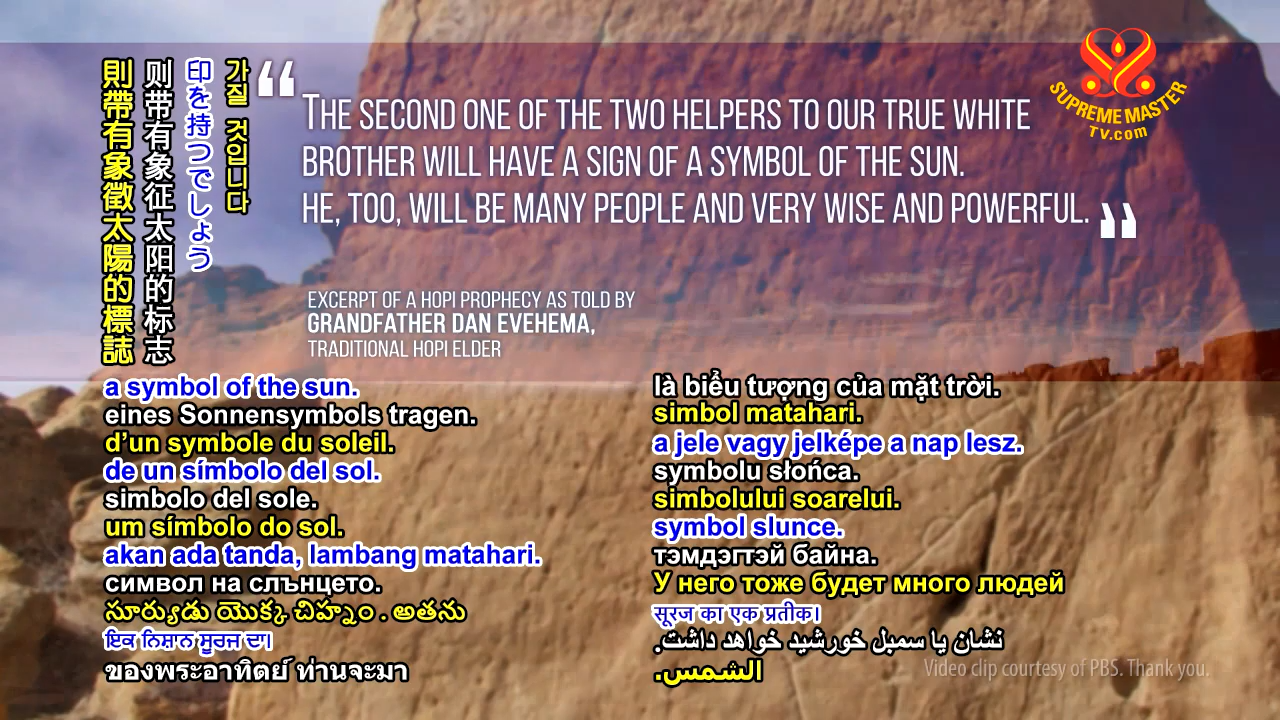 則帶有象徵太陽的標誌
则带有象征太阳的标志
印を持つでしょう
가질 것입니다
“THE SECOND ONE OF THE TWO HELPERS TO OUR TRUE WHITE
BROTHER WILL HAVE A SIGN OF A SYMBOL OF THE SUN.
HE, TOO, WILL BE MANY PEOPLE AND VERY WISE AND POWERFUL.”
EXCERPT OF A HOPI PROPHECY AS TOLD BY
GRANDFATHER DAN EVEHEMA,
TRADITIONAL HOPI ELDER
SUPREME MASTER
TV.com
a symbol of the sun.
eines Sonnensymbols tragen.
d’un symbole du soleil.
de un símbolo del sol.
simbolo del sole.
um símbolo do sol.
akan ada tanda, lambang matahari.
символ на слънцето.
సూర్యుడు యొక్క చిహ్నం . అతను
ਇਕ ਨਿਸ਼ਾਨ ਸੂਰਜ ਦਾ।
ของพระอาทิตย์ ท่านจะมา
là biểu tượng của mặt trời.
simbol matahari.
a jele vagy jelképe a nap lesz.
symbolu słońca.
simbolului soarelui.
symbol slunce.
тэмдэгтэй байна.
У него тоже будет много людей
सूरज का एक प्रतीक।
نشان یا سمبل خورشید خواهد داشت.
الشمس.
Video clip courtesy of PBS. Thank you.